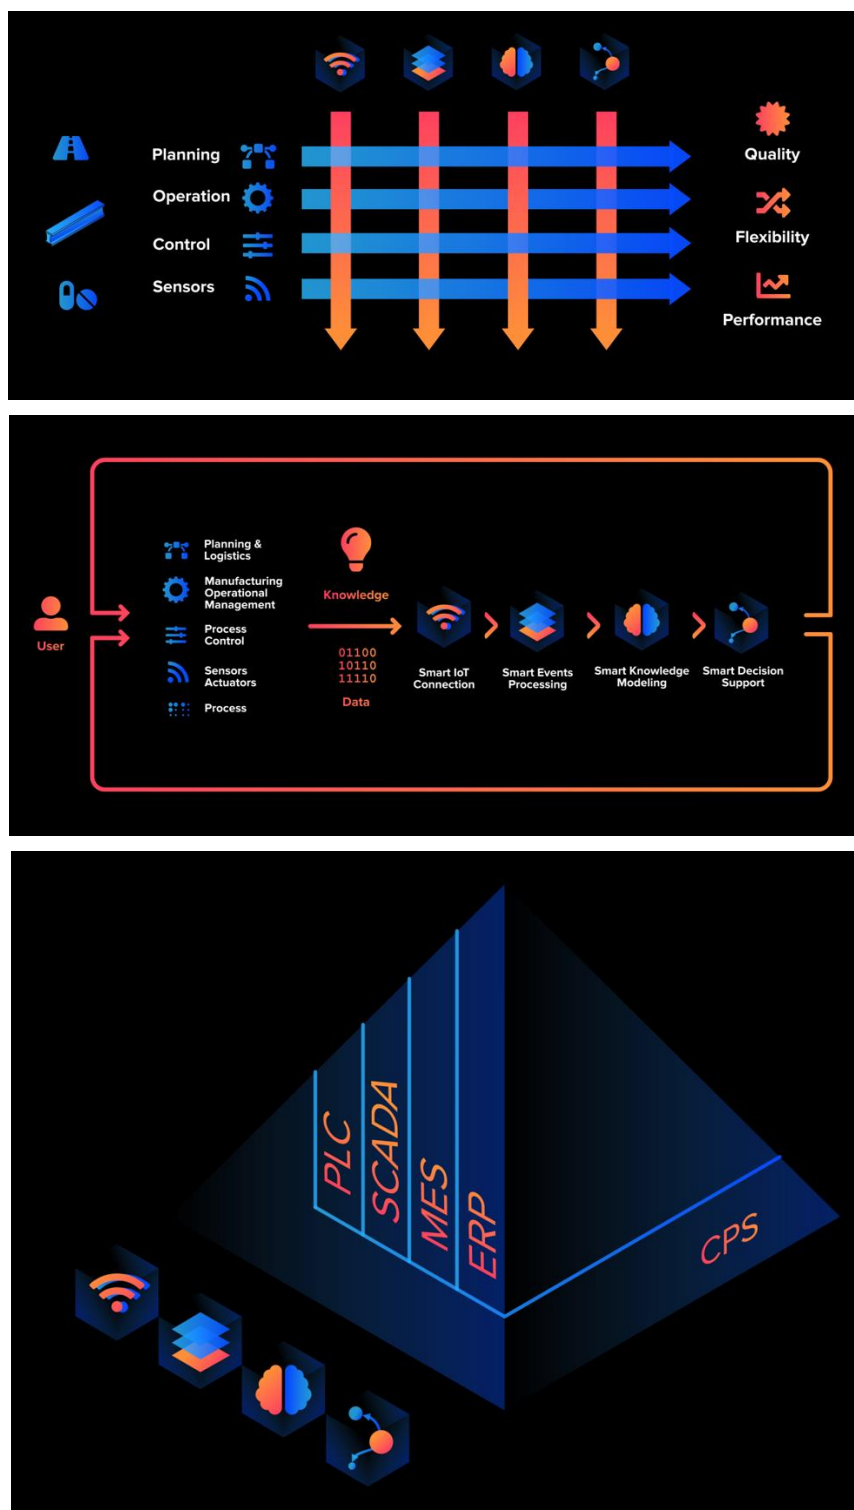 Planning
Operation
Control
Sensors
Quality
Flexibility
Performance
User
Planning &
Logistics
Manufacturing
Operational
Management
Process
Control
Sensors
Actuators
Process
Knowledge
01100
10110
11110
Data
Smart IoT
Connection
Smart Events
Processing
Smart Knowledge
Modeling
Smart Decision
Support
PLC
SCADA
MES
ERP
CPS